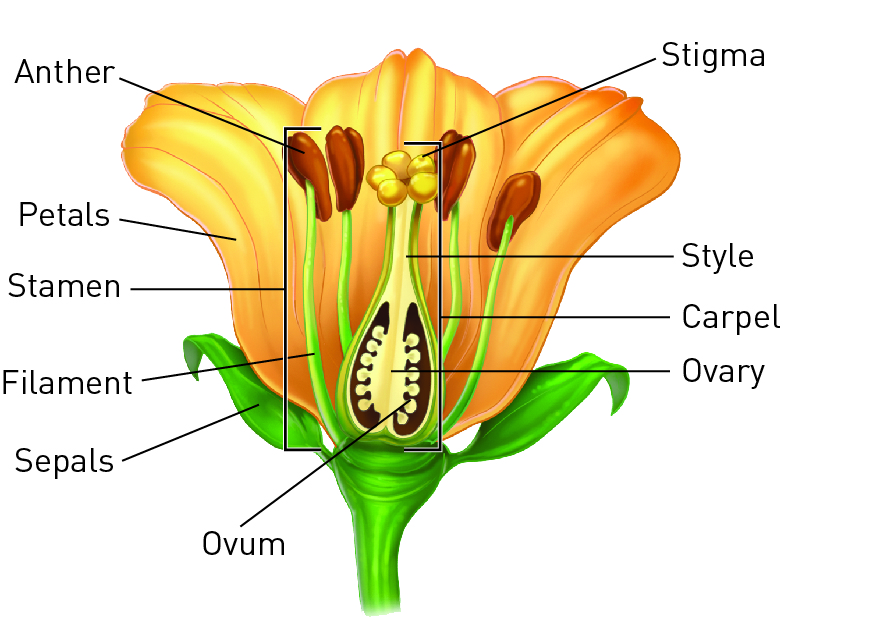 Anther
Stigma
Petals
Style
Stamen
Carpel
Filament
Ovary
Sepals
Ovum